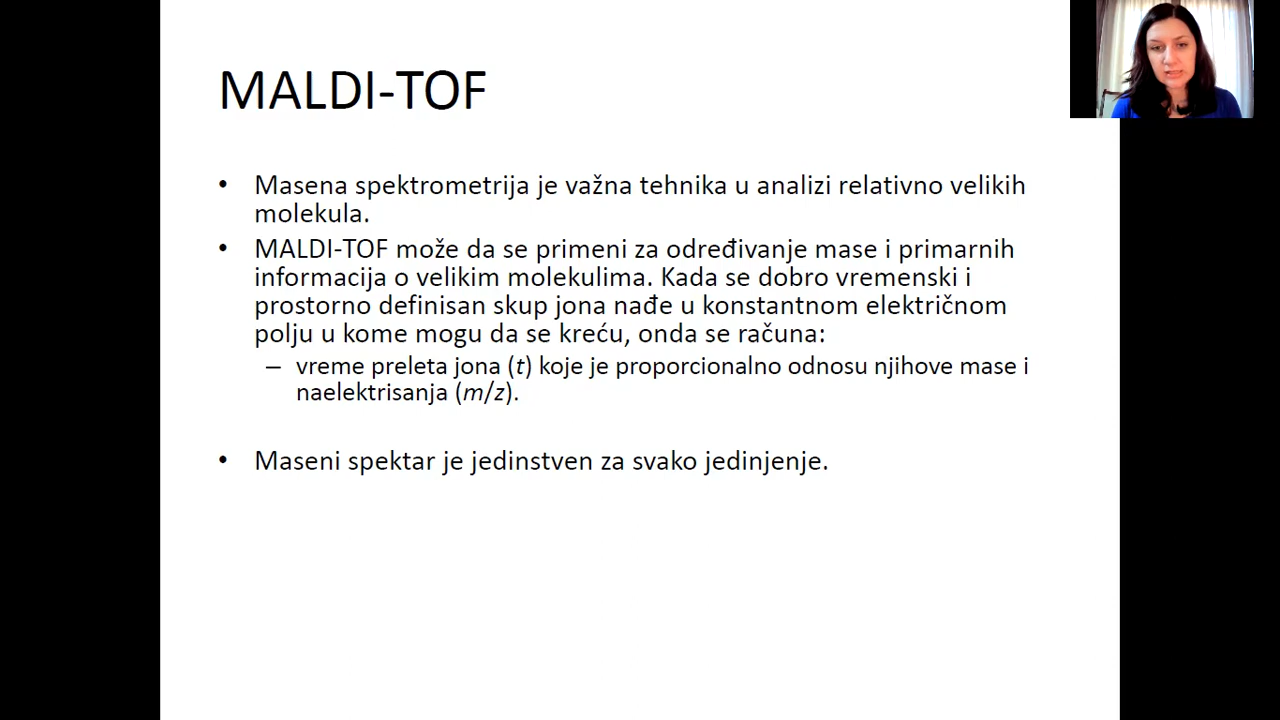 MALDI-TOF
• Masena spektrometrija je važna tehnika u analizi relativno velikih
molekula.
• MALDI-TOF može da se primeni za određivanje mase i primarnih
informacija o velikim molekulima. Kada se dobro vremenski i
prostorno definisan skup jona nađe u konstantnom električnom
polju u kome mogu da se kreću, onda se računa:
– vreme preleta jona (t) koje je proporcionalno odnosu njihove mase i
naelektrisanja (m/z).
• Maseni spektar je jedinstven za svako jedinjenje.